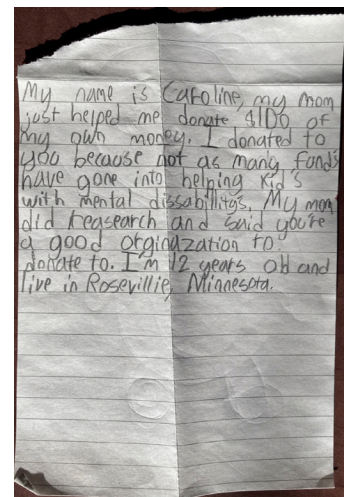 My name is Caroline, my mom
just helped me donate $100 of
my own money. I donated to
you because not as many funds
have gone into helping kid's
with mental dissabillitys. My mom
did reasearch and said you're
a good orginazation to
donate to. I'm 12 years old and
live in Rosevillie, Minnesota.